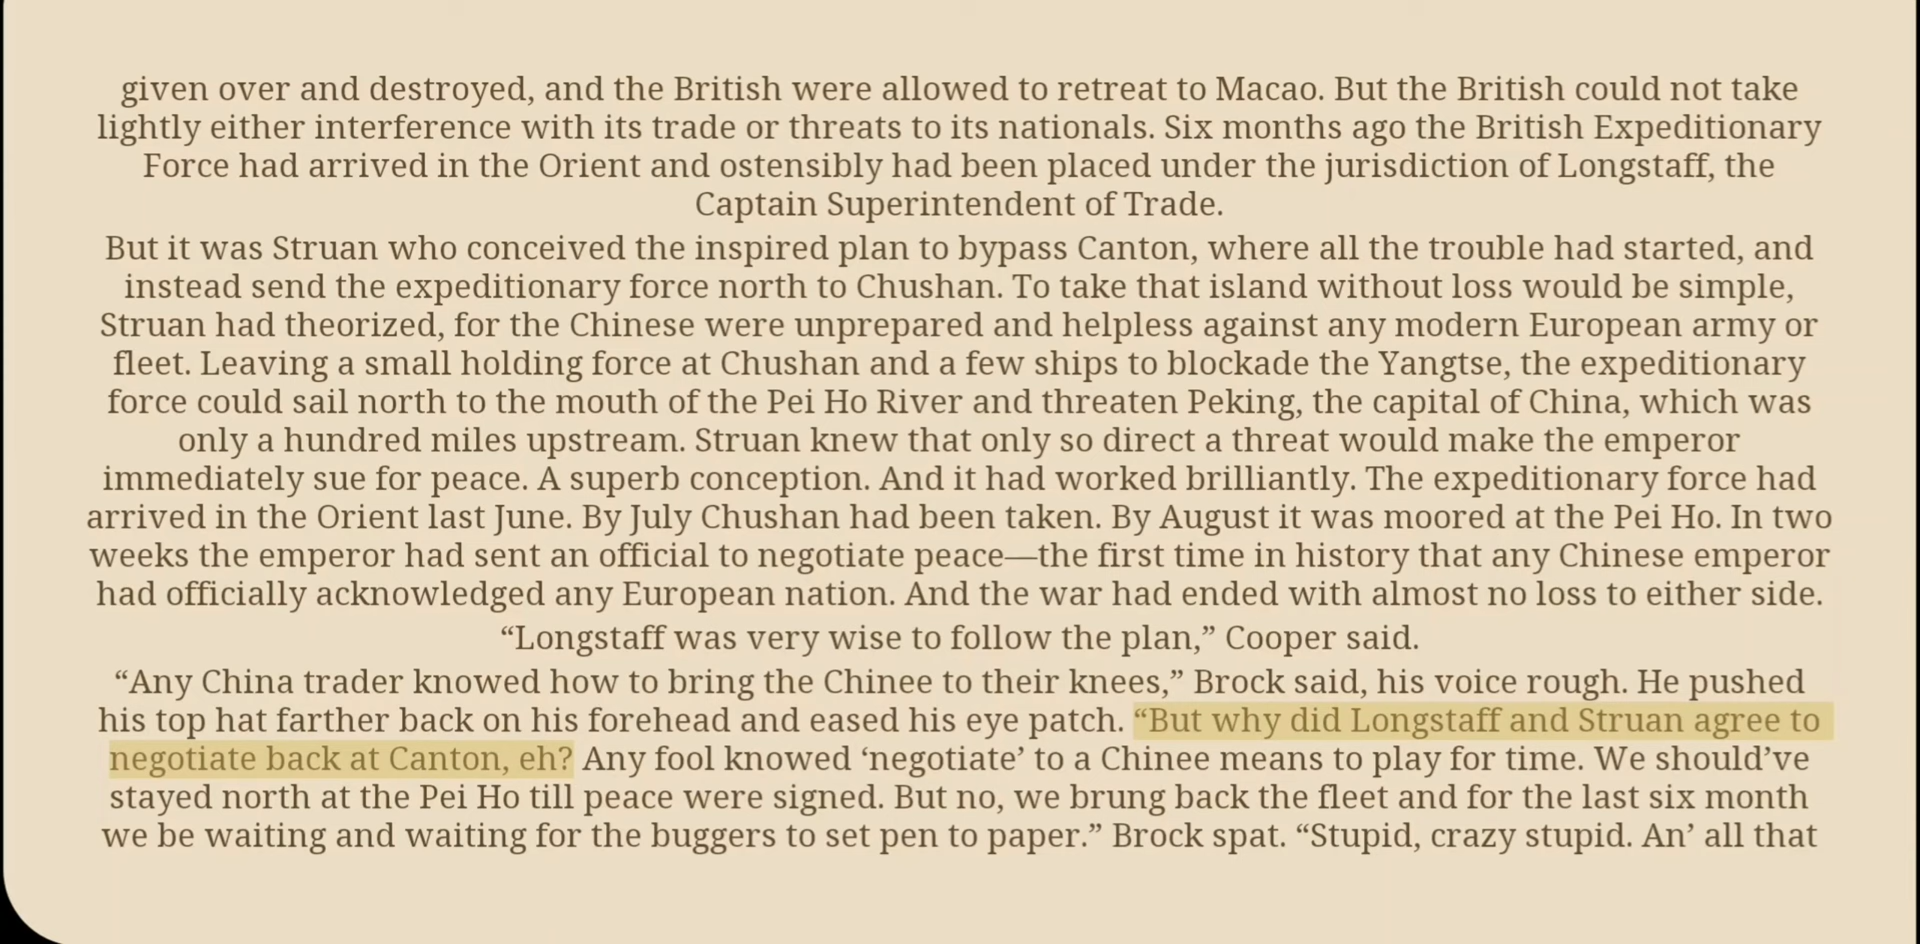 given over and destroyed, and the British were allowed to retreat to Macao. But the British could not take
lightly either interference with its trade or threats to its nationals. Six months ago the British Expeditionary
Force had arrived in the Orient and ostensibly had been placed under the jurisdiction of Longstaff, the
Captain Superintendent of Trade.
But it was Struan who conceived the inspired plan to bypass Canton, where all the trouble had started, and
instead send the expeditionary force north to Chushan. To take that island without loss would be simple,
Struan had theorized, for the Chinese were unprepared and helpless against any modern European army or
fleet. Leaving a small holding force at Chushan and a few ships to blockade the Yangtse, the expeditionary
force could sail north to the mouth of the Pei Ho River and threaten Peking, the capital of China, which was
only a hundred miles upstream. Struan knew that only so direct a threat would make the emperor
immediately sue for peace. A superb conception. And it had worked brilliantly. The expeditionary force had
arrived in the Orient last June. By July Chushan had been taken. By August it was moored at the Pei Ho. In two
weeks the emperor had sent an official to negotiate peace—the first time in history that any Chinese emperor
had officially acknowledged any European nation. And the war had ended with almost no loss to either side.
“Longstaff was very wise to follow the plan,” Cooper said.
“Any China trader knowed how to bring the Chinee to their knees,” Brock said, his voice rough. He pushed
his top hat farther back on his forehead and eased his eye patch. “But why did Longstaff and Struan agree to
negotiate back at Canton, eh? Any fool knowed ‘negotiate’ to a Chinee means to play for time. We should’ve
stayed north at the Pei Ho till peace were signed. But no, we brung back the fleet and for the last six month
we be waiting and waiting for the buggers to set pen to paper.” Brock spat. “Stupid, crazy stupid. An’ all that